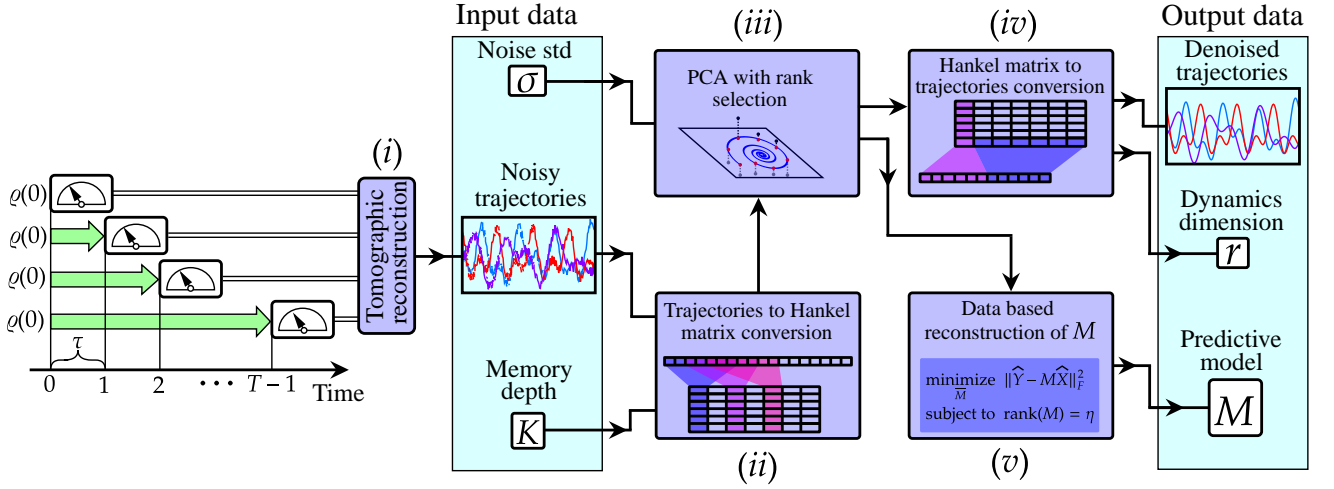 Input data
Output data
(iii)
(iv)
Noise std
σ
PCA with rank
selection
Hankel matrix to
trajectories conversion
Denoised
trajectories
(i)
Tomographic
reconstruction
ϱ(0)
ϱ(0)
ϱ(0)
ϱ(0)
τ
0 1 2 ⋯ T − 1 Time
Noisy
trajectories
Dynamics
dimension
r
Trajectories to Hankel
matrix conversion
Data based
reconstruction of M
minimize ‖Ŷ − MX̂‖²_F
M
subject to rank(M) = η
Memory
depth
K
Predictive
model
M
(ii)
(v)